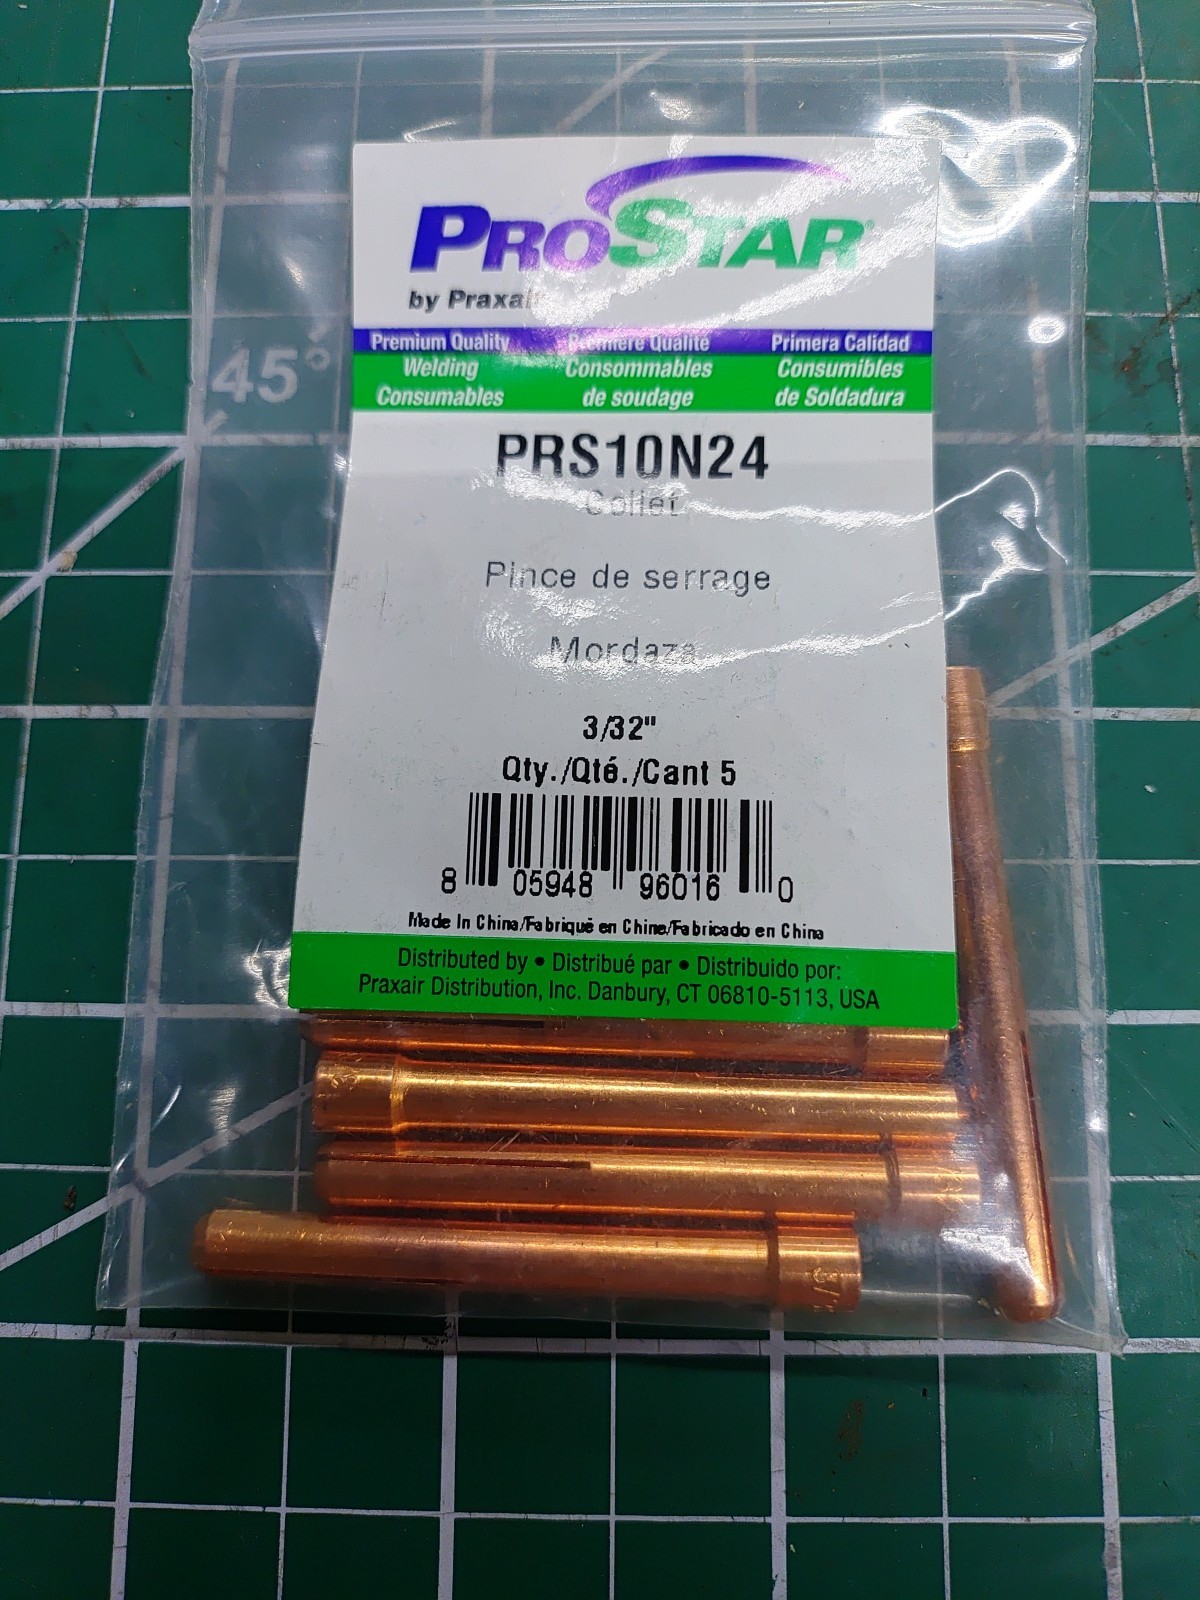 PROSTAR®
by Praxair
Premium Quality Première Qualité Primera Calidad
Welding Consommables Consumibles
Consumables de soudage de Soldadura
45°
PRS10N24
Collet
Pince de serrage
Mordaza
3/32"
Qty./Qté./Cant 5
8 05948 96016 0
Made In China/Fabriqué en Chine/Fabricado en China
Distributed by • Distribué par • Distribuido por:
Praxair Distribution, Inc. Danbury, CT 06810-5113, USA